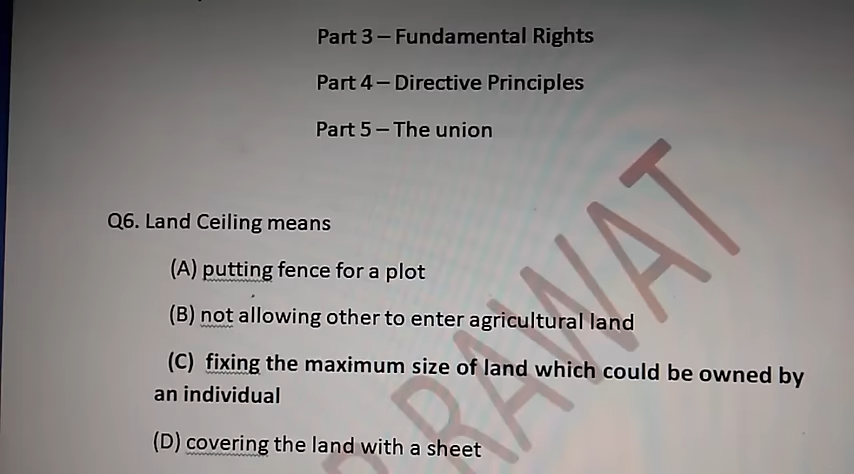 Part 3 – Fundamental Rights
Part 4 – Directive Principles
Part 5 – The union
Q6. Land Ceiling means
(A) putting fence for a plot
(B) not allowing other to enter agricultural land
(C) fixing the maximum size of land which could be owned by
an individual
(D) covering the land with a sheet
RAWAT